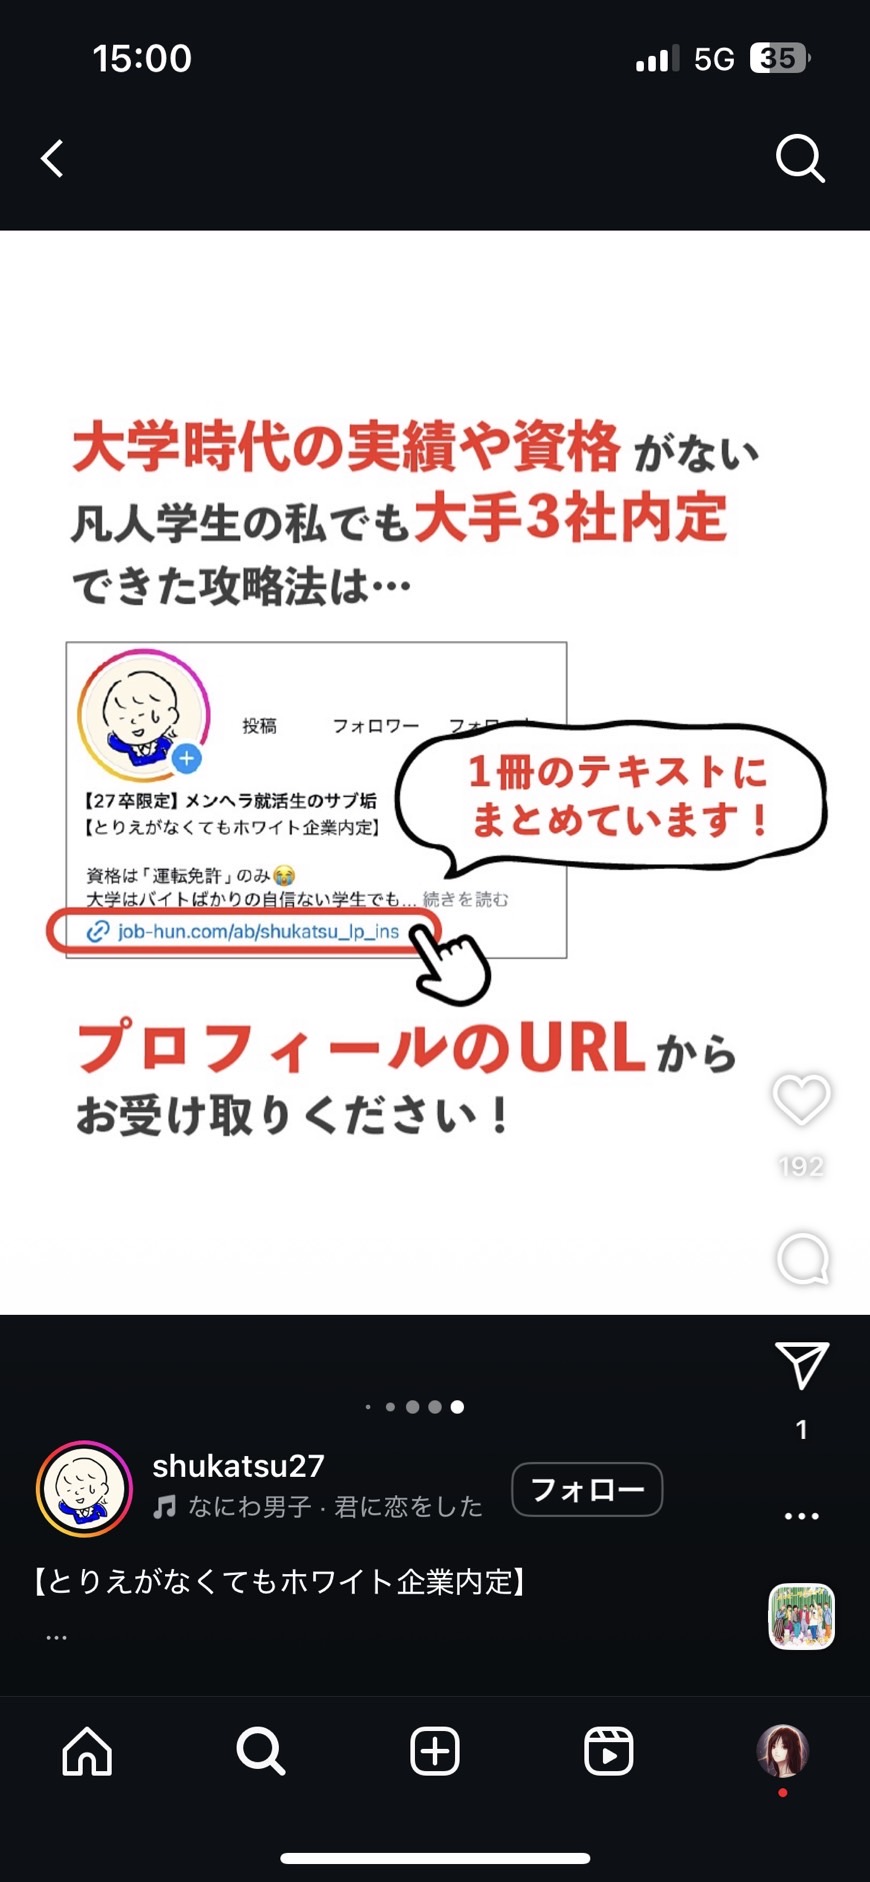 15:00
5G
35
大学時代の実績や資格がない
凡人学生の私でも大手3社内定
できた攻略法は…
投稿 フォロワー フォロー
【27卒限定】メンヘラ就活生のサブ垢
【とりえがなくてもホワイト企業内定】
資格は「運転免許」のみ😭
大学はバイトばかりの自信ない学生でも... 続きを読む
job-hun.com/ab/shukatsu_lp_ins
1冊のテキストに
まとめています!
プロフィールのURLから
お受け取りください!
192
1
shukatsu27
なにわ男子・君に恋をした
フォロー
【とりえがなくてもホワイト企業内定】
...